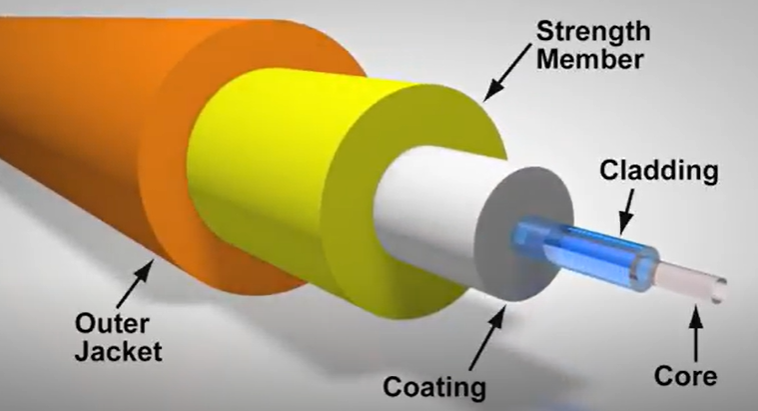 Strength
Member
Cladding
Outer
Jacket
Coating
Core